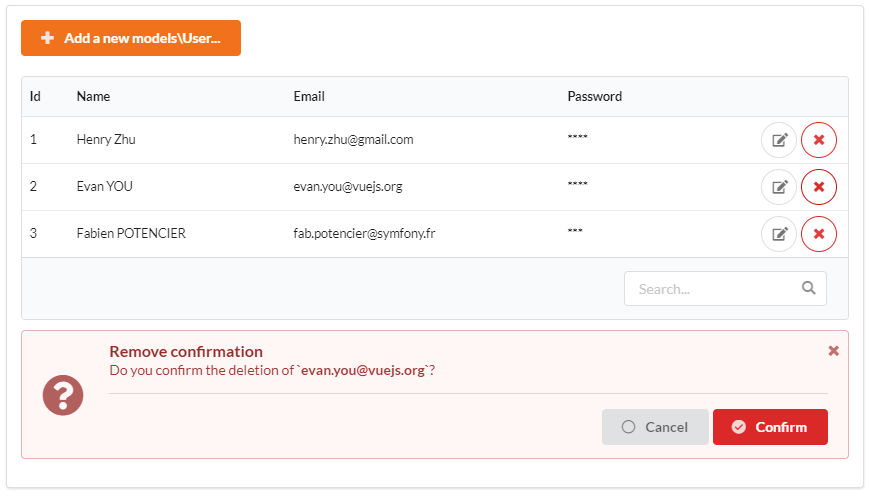 Add a new models\User...
Id Name Email Password
1 Henry Zhu henry.zhu@gmail.com ****
2 Evan YOU evan.you@vuejs.org ****
3 Fabien POTENCIER fab.potencier@symfony.fr ***
Search...
Remove confirmation
Do you confirm the deletion of `evan.you@vuejs.org`?
Cancel Confirm